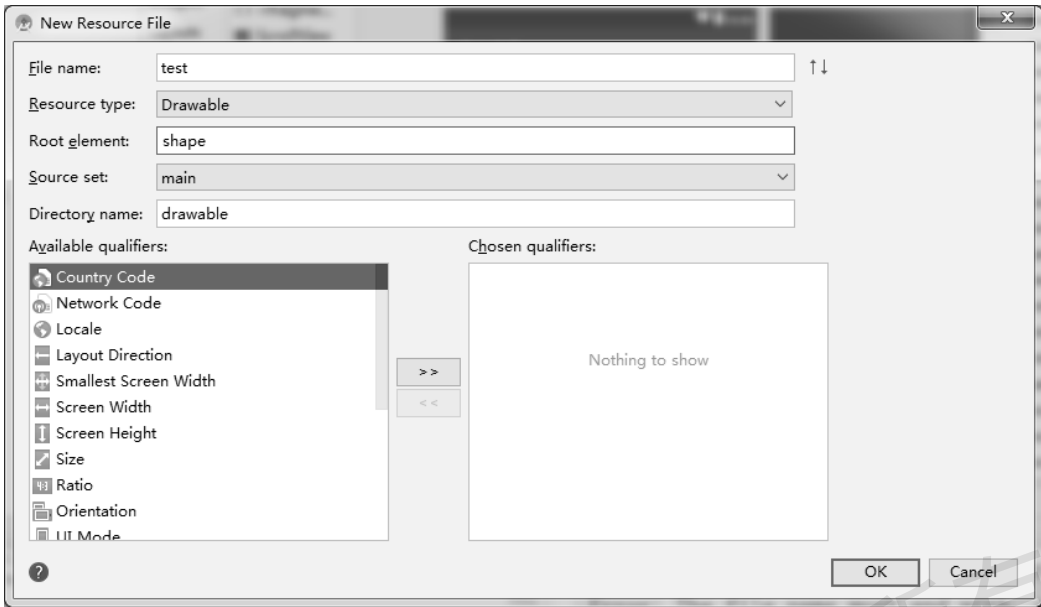 New Resource File
File name: test
Resource type: Drawable
Root element: shape
Source set: main
Directory name: drawable
Available qualifiers:
Chosen qualifiers:
Country Code
Network Code
Locale
Layout Direction
Smallest Screen Width
Screen Width
Screen Height
Size
Ratio
Orientation
UI Mode
>>
<<
Nothing to show
OK
Cancel